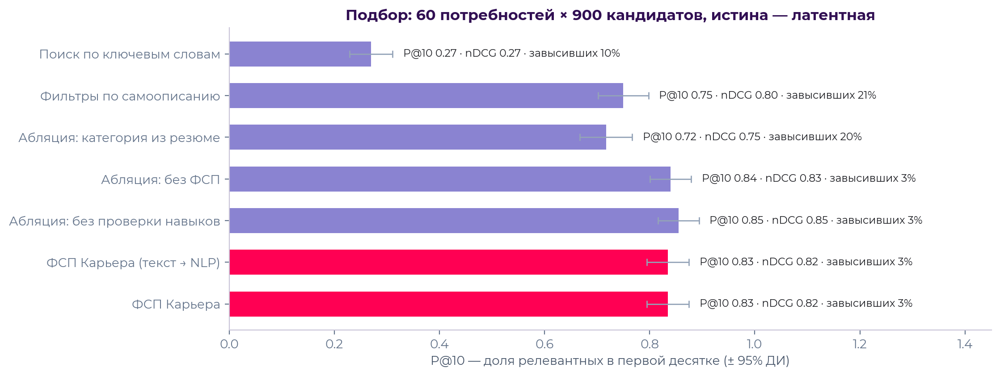 Подбор: 60 потребностей × 900 кандидатов, истина — латентная
Поиск по ключевым словам
P@10 0.27 · nDCG 0.27 · завысивших 10%
Фильтры по самоописанию
P@10 0.75 · nDCG 0.80 · завысивших 21%
Абляция: категория из резюме
P@10 0.72 · nDCG 0.75 · завысивших 20%
Абляция: без ФСП
P@10 0.84 · nDCG 0.83 · завысивших 3%
Абляция: без проверки навыков
P@10 0.85 · nDCG 0.85 · завысивших 3%
ФСП Карьера (текст → NLP)
P@10 0.83 · nDCG 0.82 · завысивших 3%
ФСП Карьера
P@10 0.83 · nDCG 0.82 · завысивших 3%
0.0 0.2 0.4 0.6 0.8 1.0 1.2 1.4
P@10 — доля релевантных в первой десятке (± 95% ДИ)